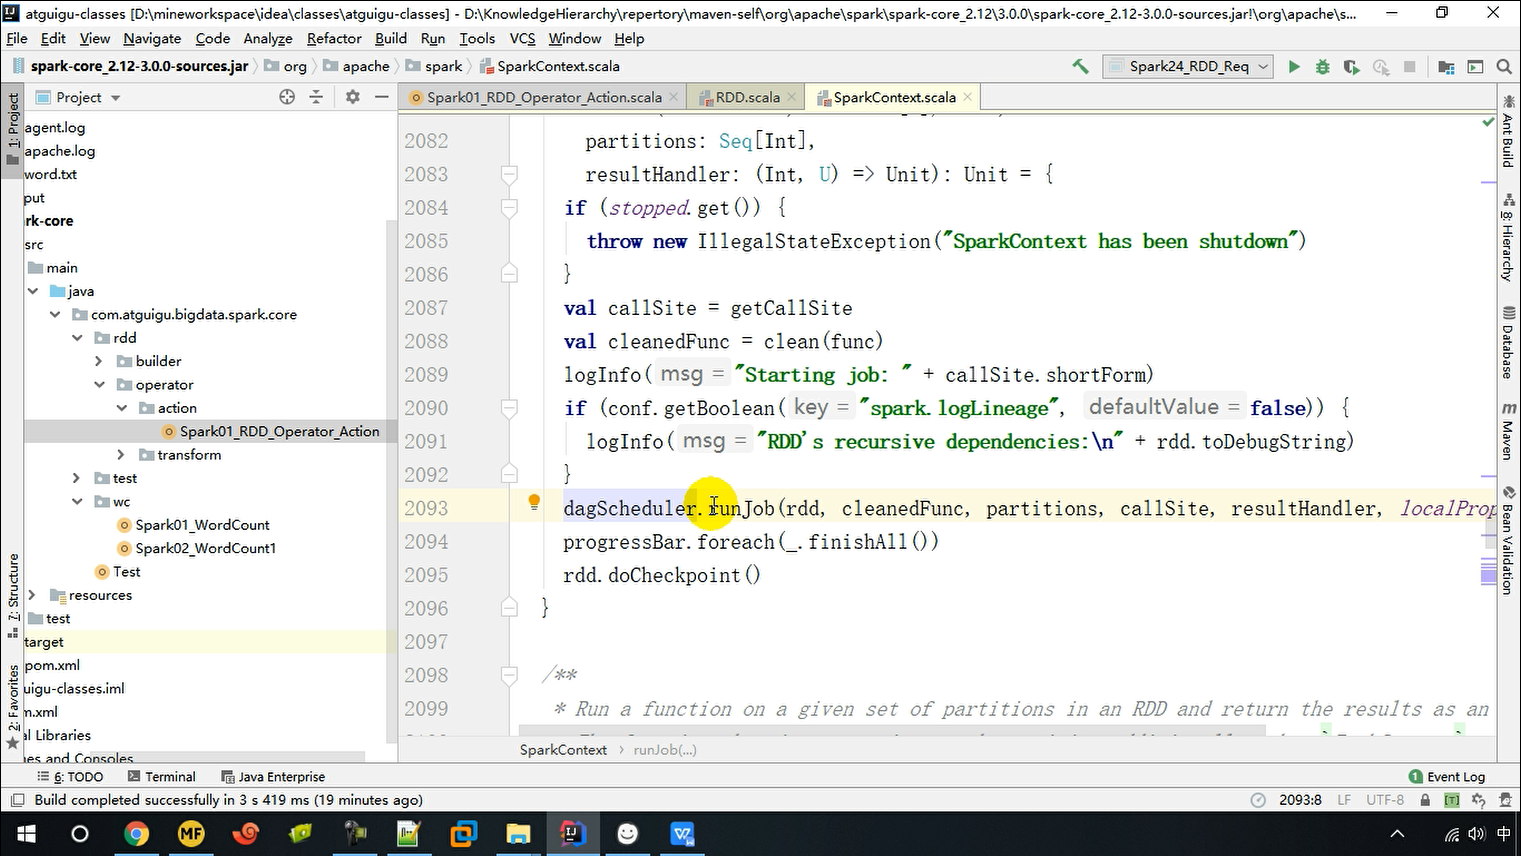 atguigu-classes [D:\mineworkspace\idea\classes\atguigu-classes] - D:\KnowledgeHierarchy\repertory\maven-self\org\apache\spark\spark-core_2.12\3.0.0\spark-core_2.12-3.0.0-sources.jar!\org\apache\s...
File Edit View Navigate Code Analyze Refactor Build Run Tools VCS Window Help
spark-core_2.12-3.0.0-sources.jar org apache spark SparkContext.scala Spark24_RDD_Req
Project Spark01_RDD_Operator_Action.scala RDD.scala SparkContext.scala
1: Project
7: Structure
2: Favorites
agent.log
apache.log
word.txt
put
rk-core
src
main
java
com.atguigu.bigdata.spark.core
rdd
builder
operator
action
Spark01_RDD_Operator_Action
transform
test
wc
Spark01_WordCount
Spark02_WordCount1
Test
resources
test
target
pom.xml
uigu-classes.iml
m.xml
al Libraries
hes and Consoles
2082 partitions: Seq[Int],
2083 resultHandler: (Int, U) => Unit): Unit = {
2084 if (stopped.get()) {
2085 throw new IllegalStateException("SparkContext has been shutdown")
2086 }
2087 val callSite = getCallSite
2088 val cleanedFunc = clean(func)
2089 logInfo( msg = "Starting job: " + callSite.shortForm)
2090 if (conf.getBoolean( key = "spark.logLineage", defaultValue = false)) {
2091 logInfo( msg = "RDD's recursive dependencies:\n" + rdd.toDebugString)
2092 }
2093 dagScheduler.runJob(rdd, cleanedFunc, partitions, callSite, resultHandler, localProp
2094 progressBar.foreach(_.finishAll())
2095 rdd.doCheckpoint()
2096 }
2097
2098 /**
2099 * Run a function on a given set of partitions in an RDD and return the results as an
SparkContext runJob(...)
Ant Build
8: Hierarchy
Database
m Maven
Bean Validation
6: TODO Terminal Java Enterprise 1 Event Log
Build completed successfully in 3 s 419 ms (19 minutes ago) 2093:8 LF UTF-8 [T]
MF 中